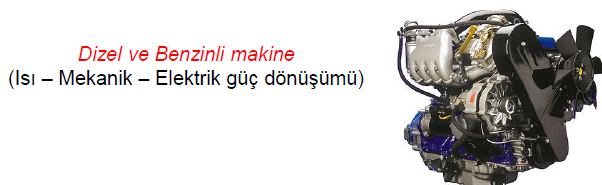 Dizel ve Benzinli makine
(Isı – Mekanik – Elektrik güç dönüşümü)